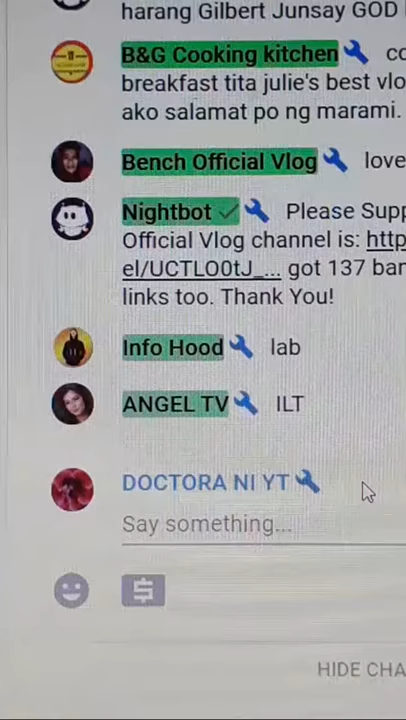 harang Gilbert Junsay GOD
B&G Cooking kitchen
breakfast tita julie's best vlo
ako salamat po ng marami.
Bench Official Vlog love
Nightbot Please Supp
Official Vlog channel is: http
el/UCTLO0tJ_... got 137 ban
links too. Thank You!
Info Hood lab
ANGEL TV ILT
DOCTORA NI YT
Say something...
HIDE CHA